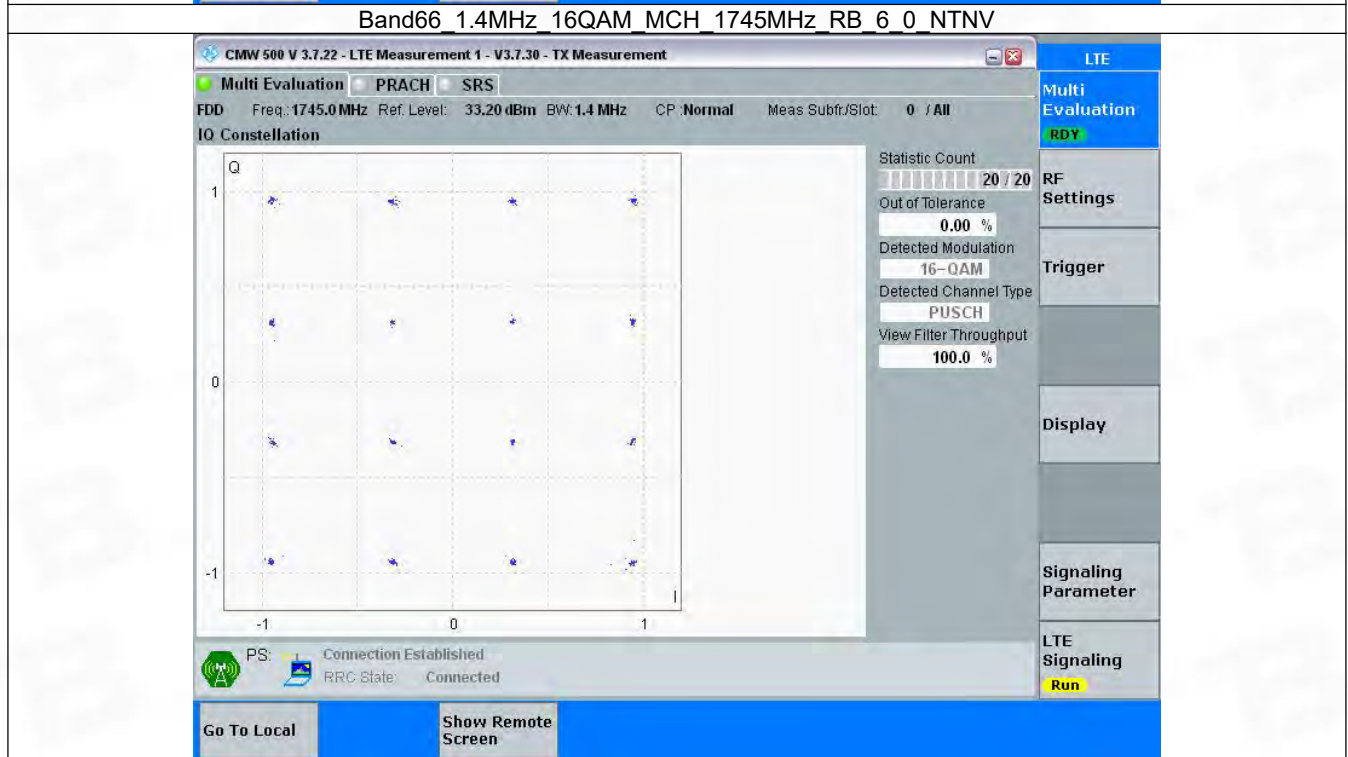 Band66_1.4MHz_16QAM_MCH_1745MHz_RB_6_0_NTNV
CMW 500 V 3.7.22 - LTE Measurement 1 - V3.7.30 - TX Measurement
LTE
Multi Evaluation PRACH SRS
Multi Evaluation
RDY
FDD Freq.:1745.0 MHz Ref. Level: 33.20 dBm BW:1.4 MHz CP :Normal Meas Subfr./Slot: 0 / All
IQ Constellation
Q
1
0
-1
I
-1 0 1
Statistic Count
20 / 20
Out of Tolerance
0.00 %
Detected Modulation
16-QAM
Detected Channel Type
PUSCH
View Filter Throughput
100.0 %
RF
Settings
Trigger
Display
Signaling
Parameter
LTE
Signaling
Run
PS: Connection Established
RRC State: Connected
Go To Local
Show Remote
Screen